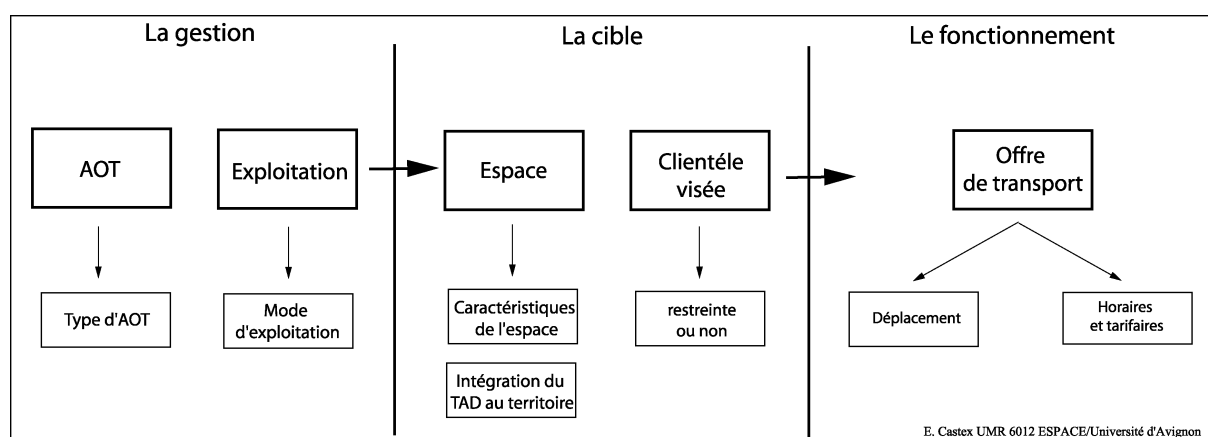 La gestion
La cible
Le fonctionnement
AOT
Exploitation
Espace
Clientéle
visée
Offre
de transport
Type d'AOT
Mode
d'exploitation
Caractéristiques
de l'espace
restreinte
ou non
Déplacement
Horaires
et tarifaires
Intégration du
TAD au territoire
E. Castex UMR 6012 ESPACE/Université d'Avignon